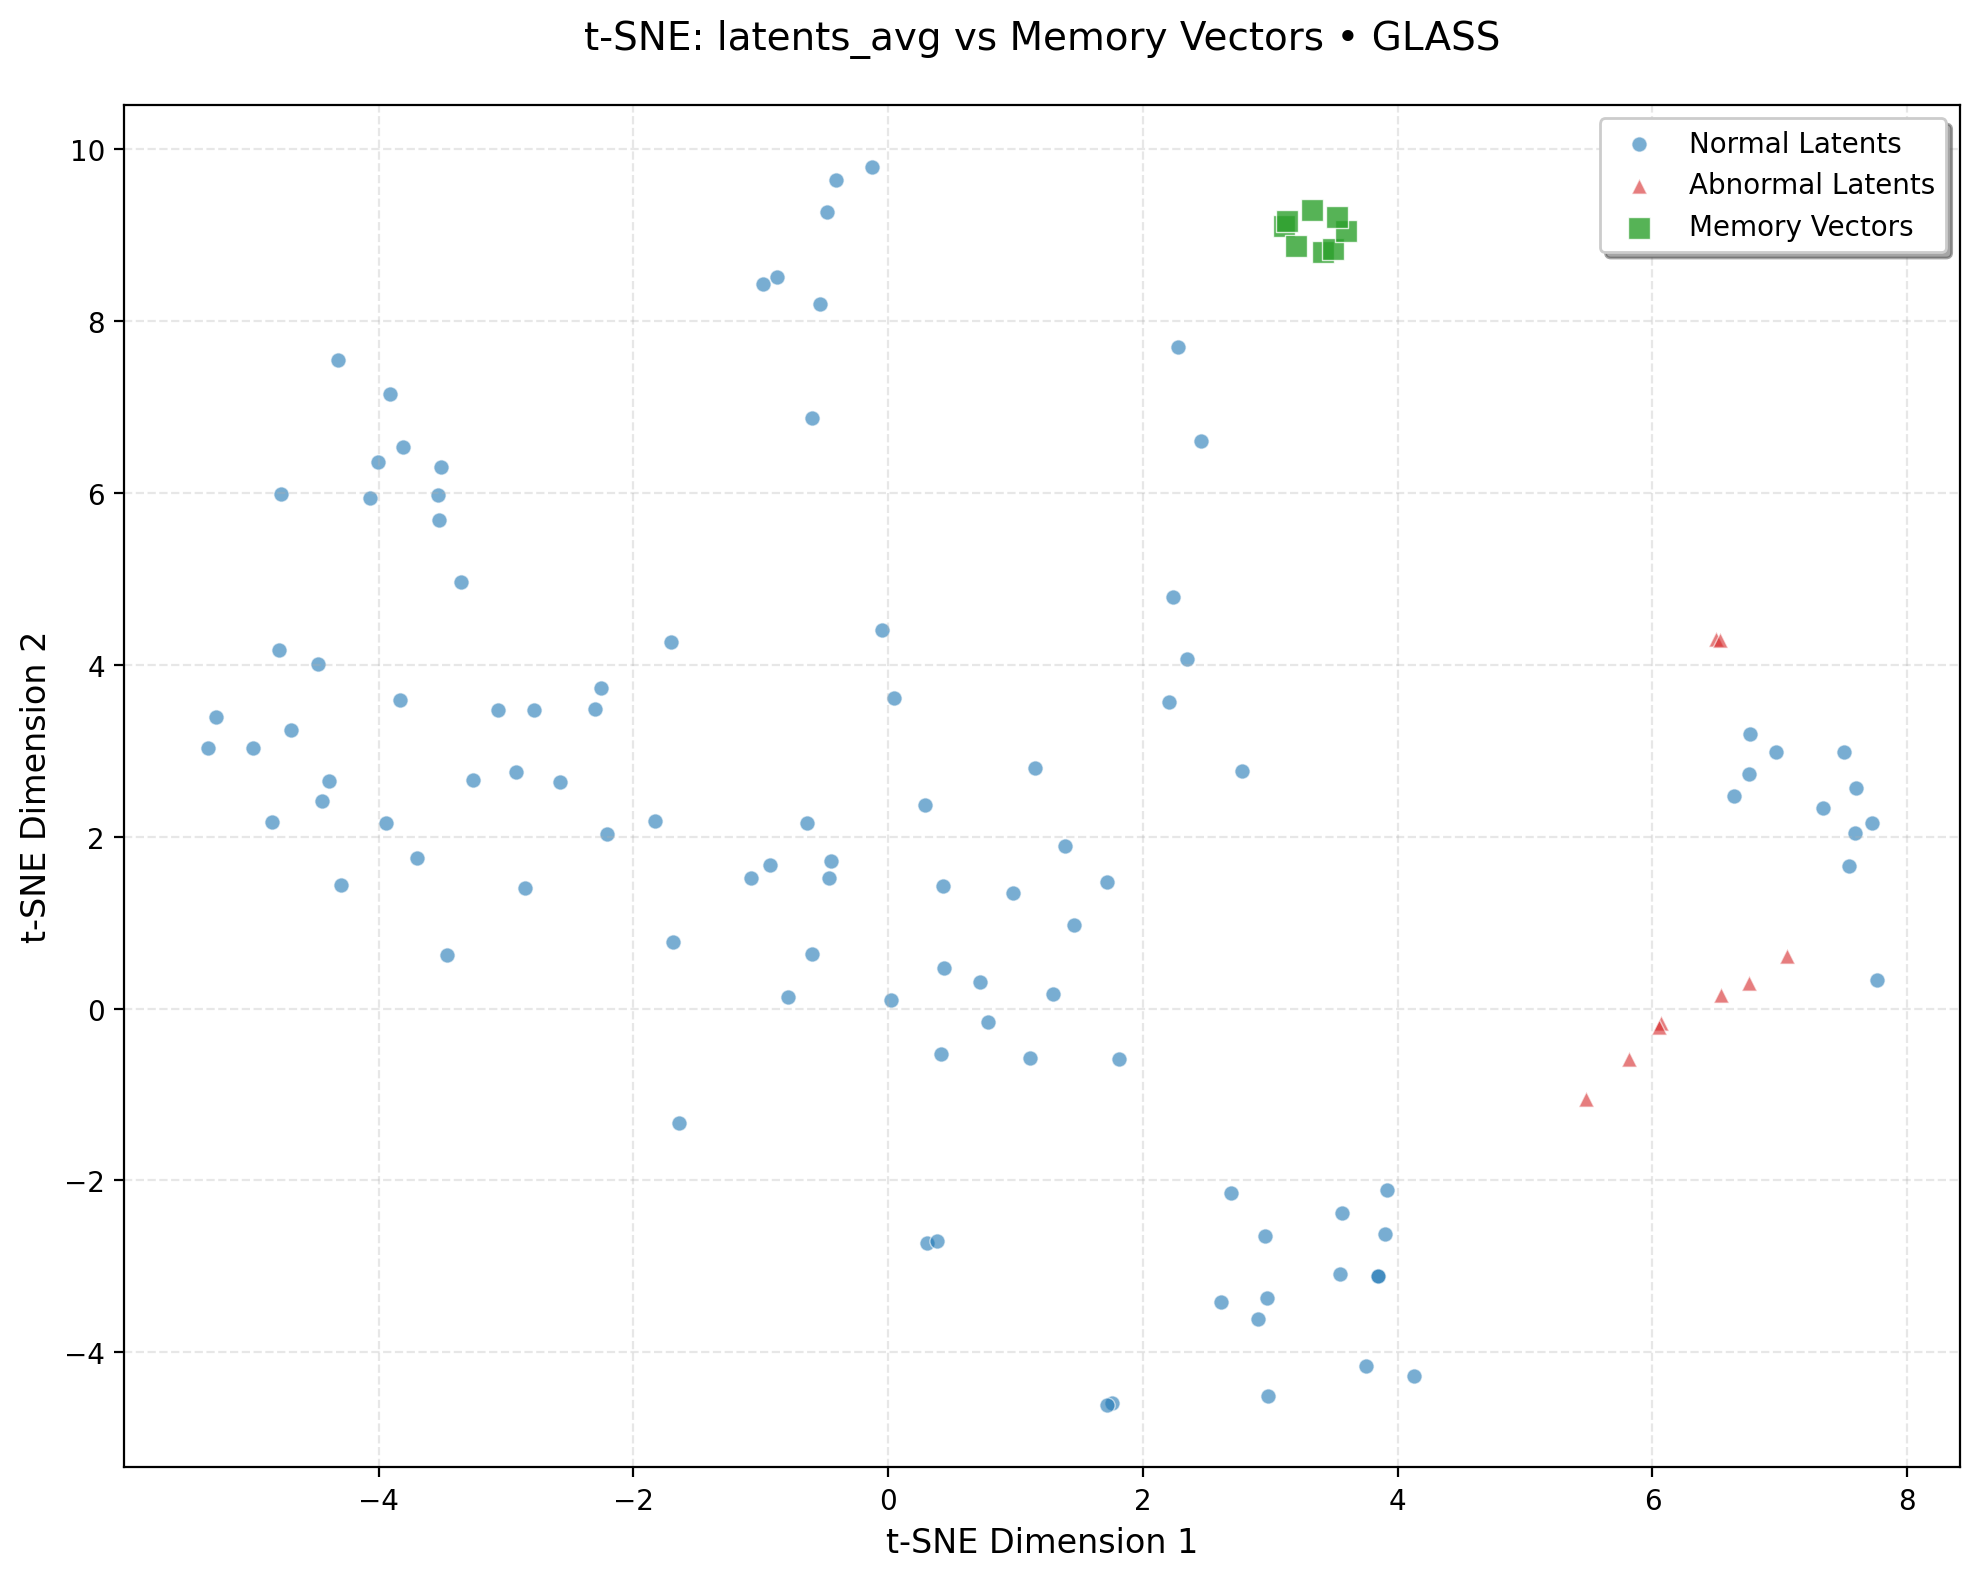 t-SNE: latents_avg vs Memory Vectors • GLASS
Normal Latents
Abnormal Latents
Memory Vectors
10
8
6
4
2
0
−2
−4
t-SNE Dimension 2
−4
−2
0
2
4
6
8
t-SNE Dimension 1